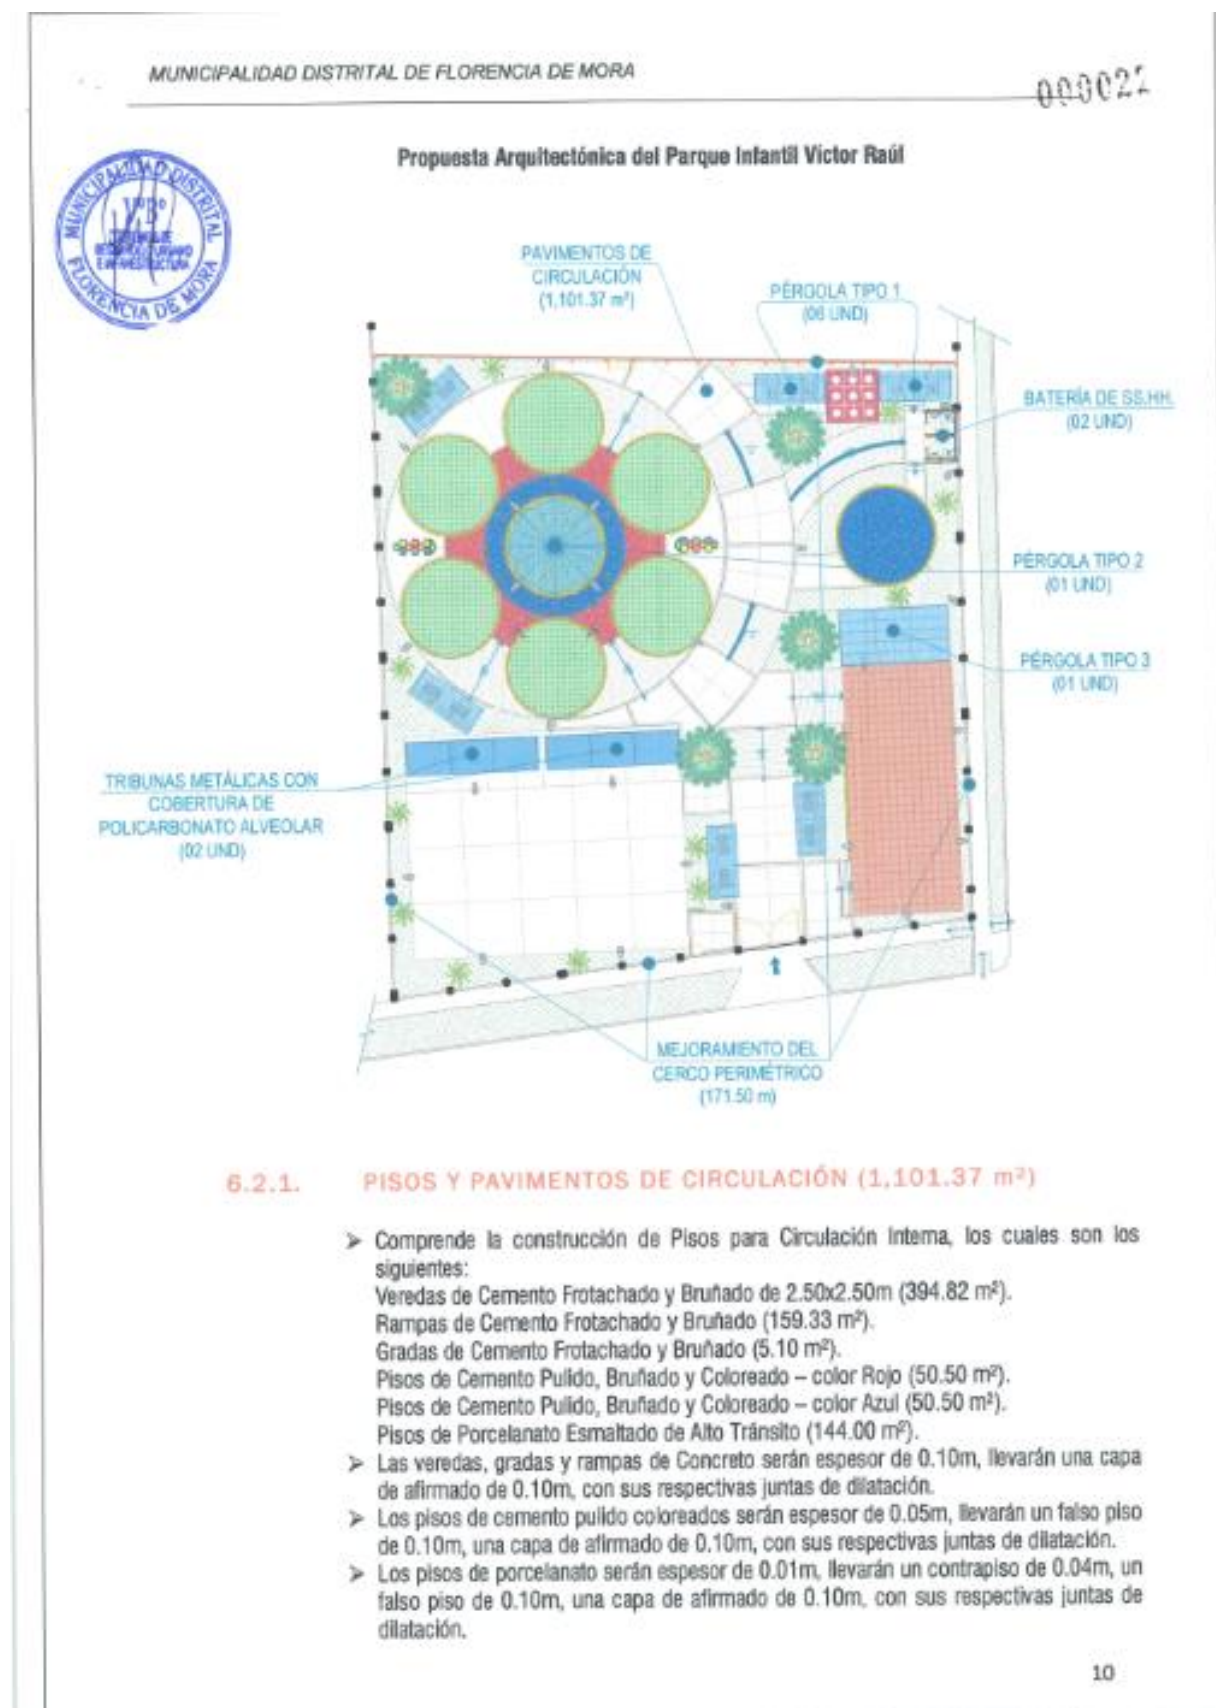 MUNICIPALIDAD DISTRITAL DE FLORENCIA DE MORA
000022
Propuesta Arquitectónica del Parque Infantil Víctor Raúl
MUNICIPALIDAD DISTRITAL
VºBº
FLORENCIA DE MORA
PAVIMENTOS DE
CIRCULACIÓN
(1,101.37 m²)
PÉRGOLA TIPO 1
(06 UND)
BATERÍA DE SS.HH.
(02 UND)
PÉRGOLA TIPO 2
(01 UND)
PÉRGOLA TIPO 3
(01 UND)
TRIBUNAS METÁLICAS CON
COBERTURA DE
POLICARBONATO ALVEOLAR
(02 UND)
MEJORAMIENTO DEL
CERCO PERIMÉTRICO
(171.50 m)
6.2.1. PISOS Y PAVIMENTOS DE CIRCULACIÓN (1,101.37 m²)
➢ Comprende la construcción de Pisos para Circulación Interna, los cuales son los
siguientes:
Veredas de Cemento Frotachado y Bruñado de 2.50x2.50m (394.82 m²).
Rampas de Cemento Frotachado y Bruñado (159.33 m²).
Gradas de Cemento Frotachado y Bruñado (5.10 m²).
Pisos de Cemento Pulido, Bruñado y Coloreado – color Rojo (50.50 m²).
Pisos de Cemento Pulido, Bruñado y Coloreado – color Azul (50.50 m²).
Pisos de Porcelanato Esmaltado de Alto Tránsito (144.00 m²).
➢ Las veredas, gradas y rampas de Concreto serán espesor de 0.10m, llevarán una capa
de afirmado de 0.10m, con sus respectivas juntas de dilatación.
➢ Los pisos de cemento pulido coloreados serán espesor de 0.05m, llevarán un falso piso
de 0.10m, una capa de afirmado de 0.10m, con sus respectivas juntas de dilatación.
➢ Los pisos de porcelanato serán espesor de 0.01m, llevarán un contrapiso de 0.04m, un
falso piso de 0.10m, una capa de afirmado de 0.10m, con sus respectivas juntas de
dilatación.
10